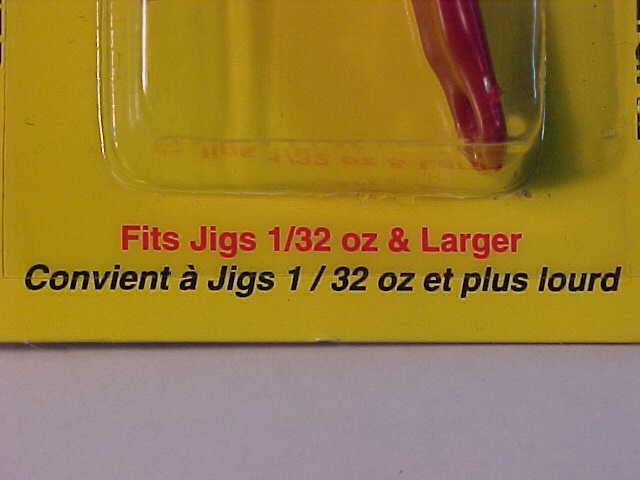 Fits Jigs 1/32 oz & Larger
Convient à Jigs 1 / 32 oz et plus lourd